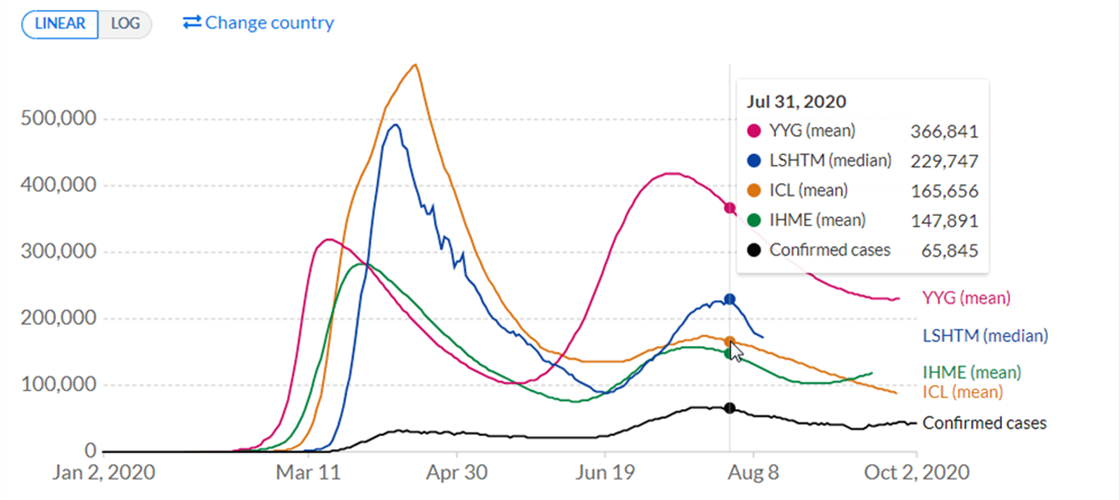 LINEAR LOG Change country
500,000
400,000
300,000
200,000
100,000
0
Jan 2, 2020 Mar 11 Apr 30 Jun 19 Aug 8 Oct 2, 2020
Jul 31, 2020
YYG (mean) 366,841
LSHTM (median) 229,747
ICL (mean) 165,656
IHME (mean) 147,891
Confirmed cases 65,845
YYG (mean)
LSHTM (median)
IHME (mean)
ICL (mean)
Confirmed cases